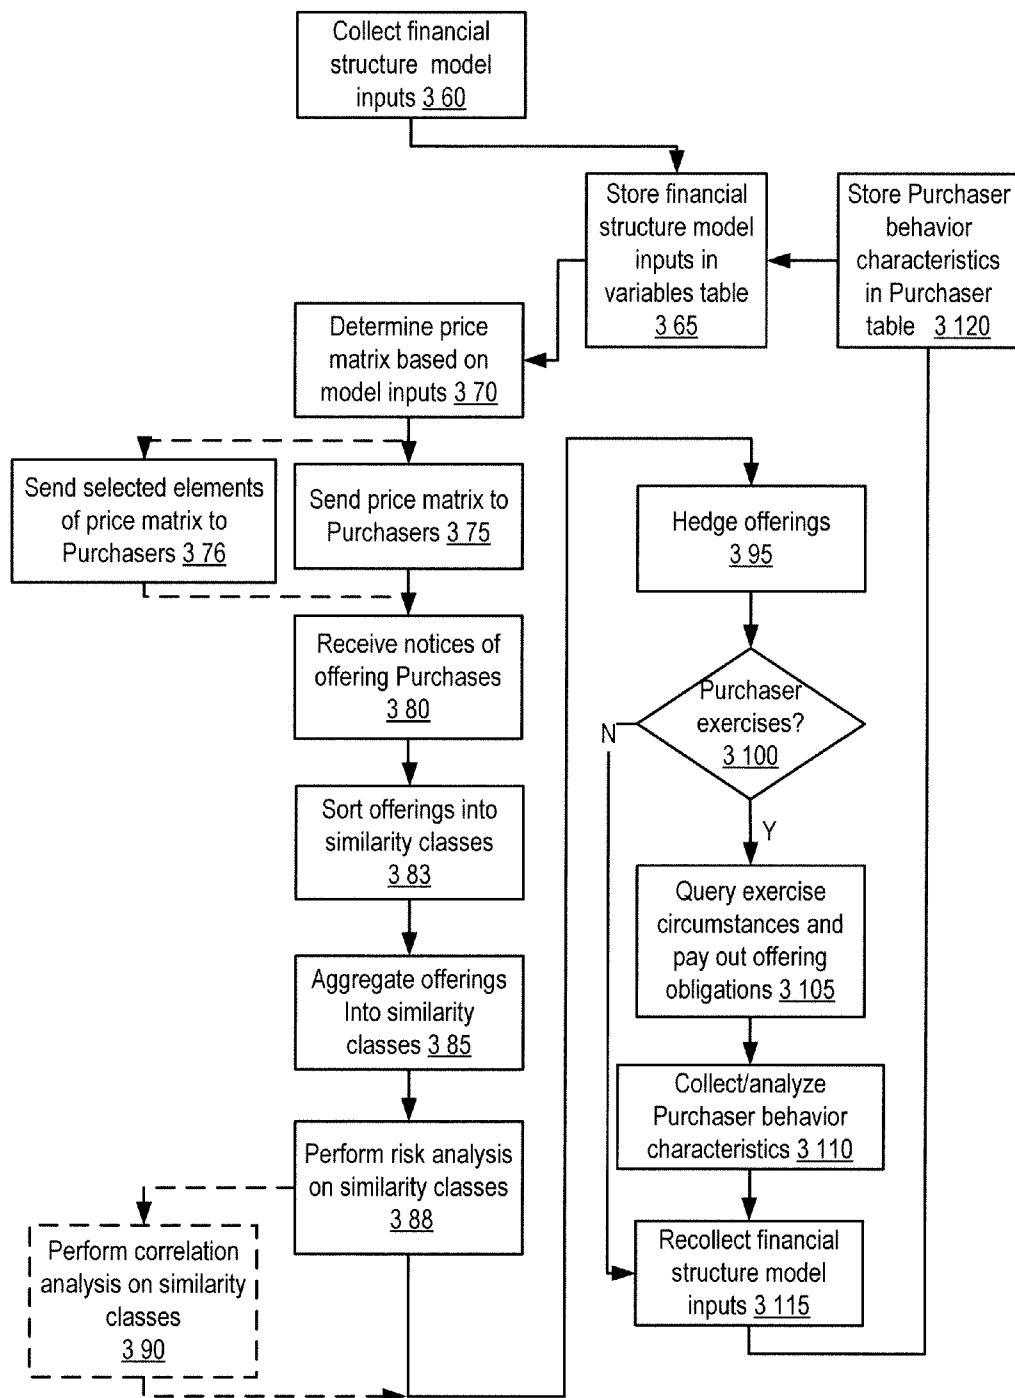 Collect financial
structure model
inputs 3 60
Store financial
structure model
inputs in
variables table
3 65
Store Purchaser
behavior
characteristics
in Purchaser
table 3 120
Determine price
matrix based on
model inputs 3 70
Send selected elements
of price matrix to
Purchasers 3 76
Send price matrix to
Purchasers 3 75
Receive notices of
offering Purchases
3 80
Sort offerings into
similarity classes
3 83
Aggregate offerings
Into similarity
classes 3 85
Perform risk analysis
on similarity classes
3 88
Perform correlation
analysis on similarity
classes
3 90
Hedge offerings
3 95
Purchaser
exercises?
3 100
N
Y
Query exercise
circumstances and
pay out offering
obligations 3 105
Collect/analyze
Purchaser behavior
characteristics 3 110
Recollect financial
structure model
inputs 3 115